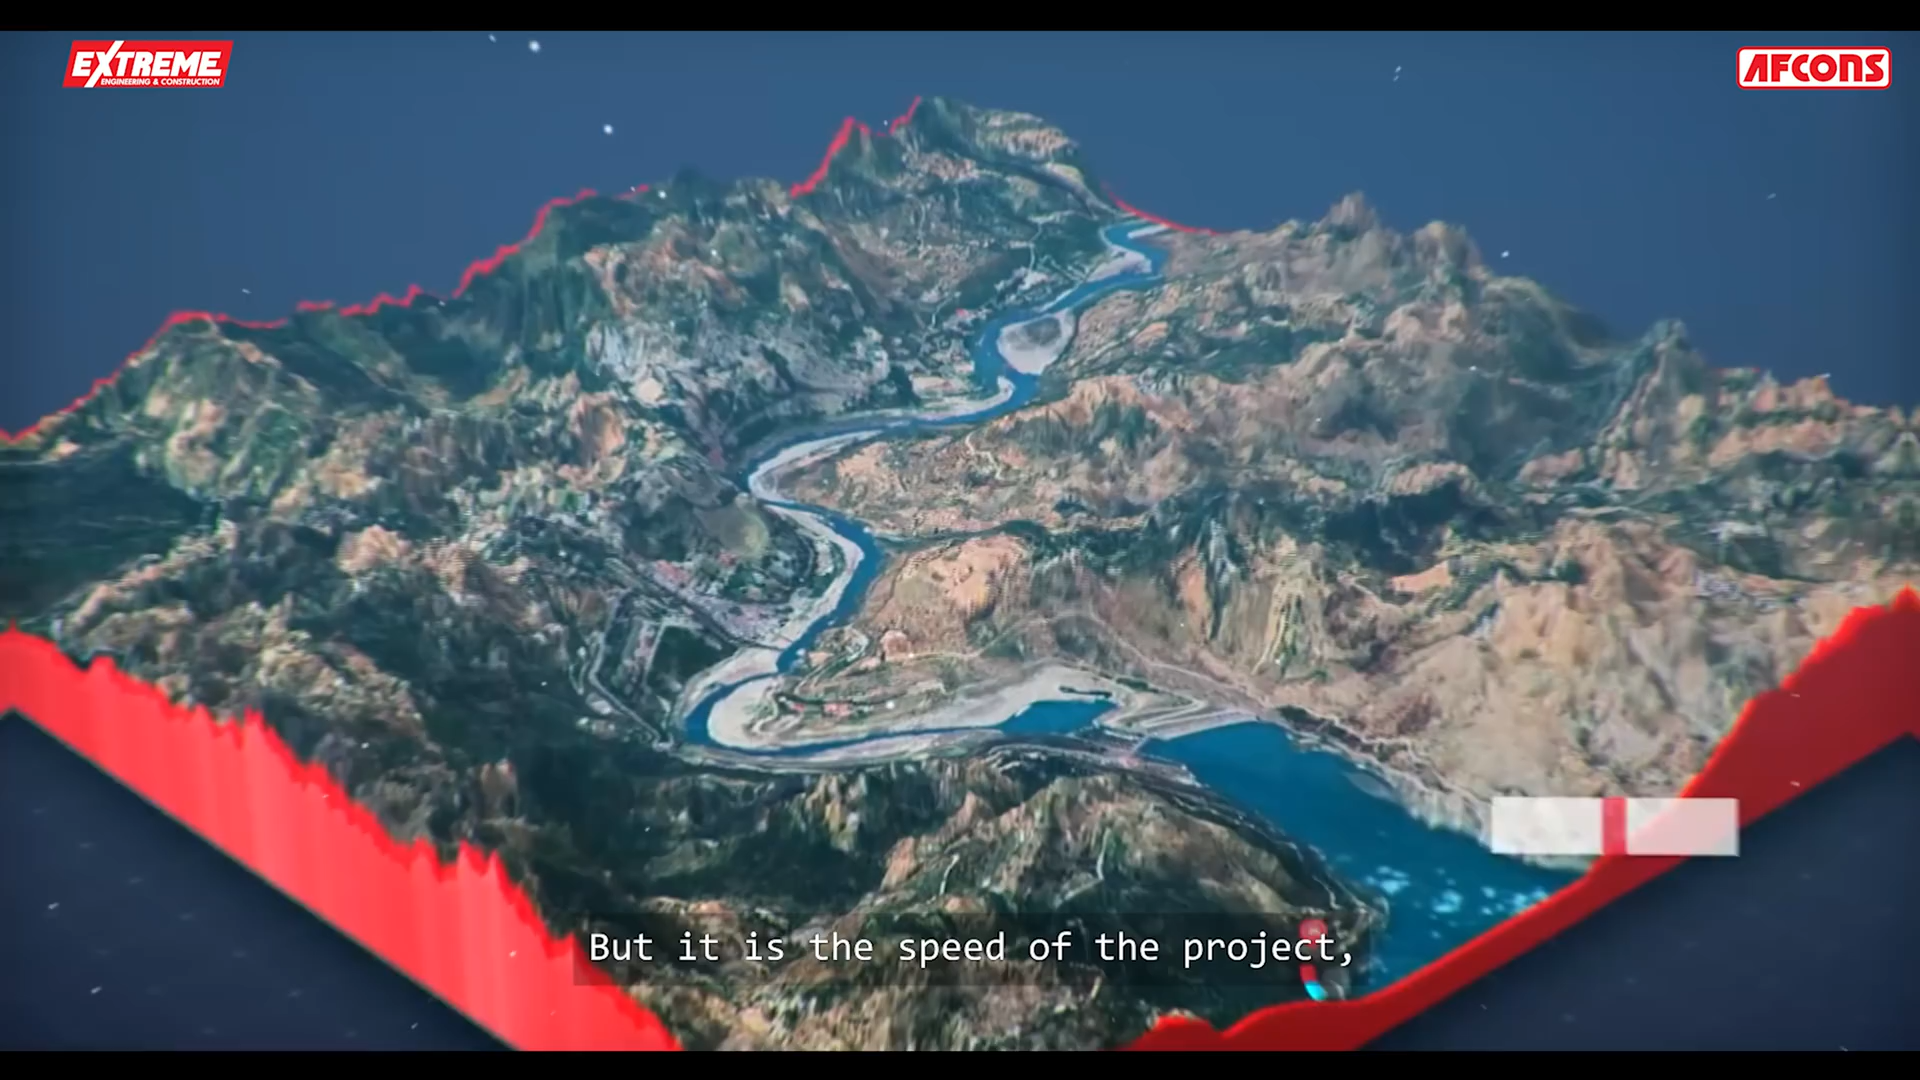 EXTREME
ENGINEERING & CONSTRUCTION
AFCONS
But it is the speed of the project,